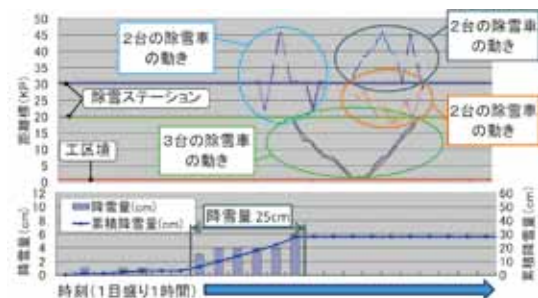 50
45
40
35
30
25
20
15
10
5
0
距離標(KP)
2台の除雪車
の動き
2台の除雪車
の動き
除雪ステーション
2台の除雪車
の動き
3台の除雪車
の動き
工区境
12
10
8
6
4
2
0
降雪量(cm)
降雪量(cm)
累積降雪量(cm)
降雪量 25cm
60
50
40
30
20
10
0
累積降雪量(cm)
時刻(1目盛り1時間)